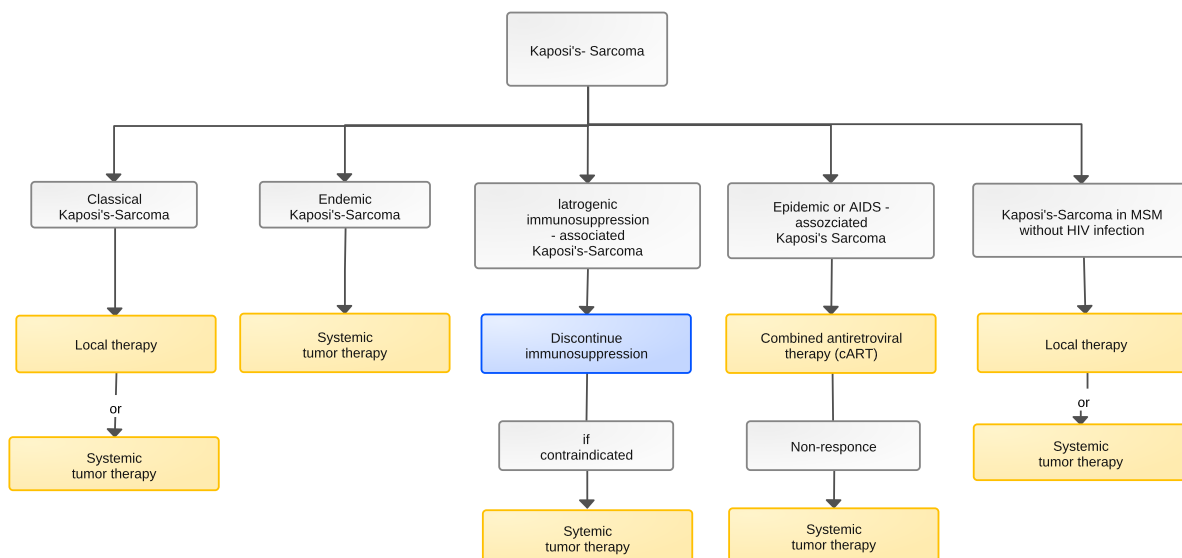 Kaposi's- Sarcoma
Classical
Kaposi's-Sarcoma
Endemic
Kaposi's-Sarcoma
Iatrogenic
immunosuppression
- associated
Kaposi's-Sarcoma
Epidemic or AIDS -
assozciated
Kaposi's Sarcoma
Kaposi's-Sarcoma in MSM
without HIV infection
Local therapy
Systemic
tumor therapy
Discontinue
immunosuppression
Combined antiretroviral
therapy (cART)
Local therapy
or
or
Systemic
tumor therapy
if
contraindicated
Non-responce
Systemic
tumor therapy
Sytemic
tumor therapy
Systemic
tumor therapy